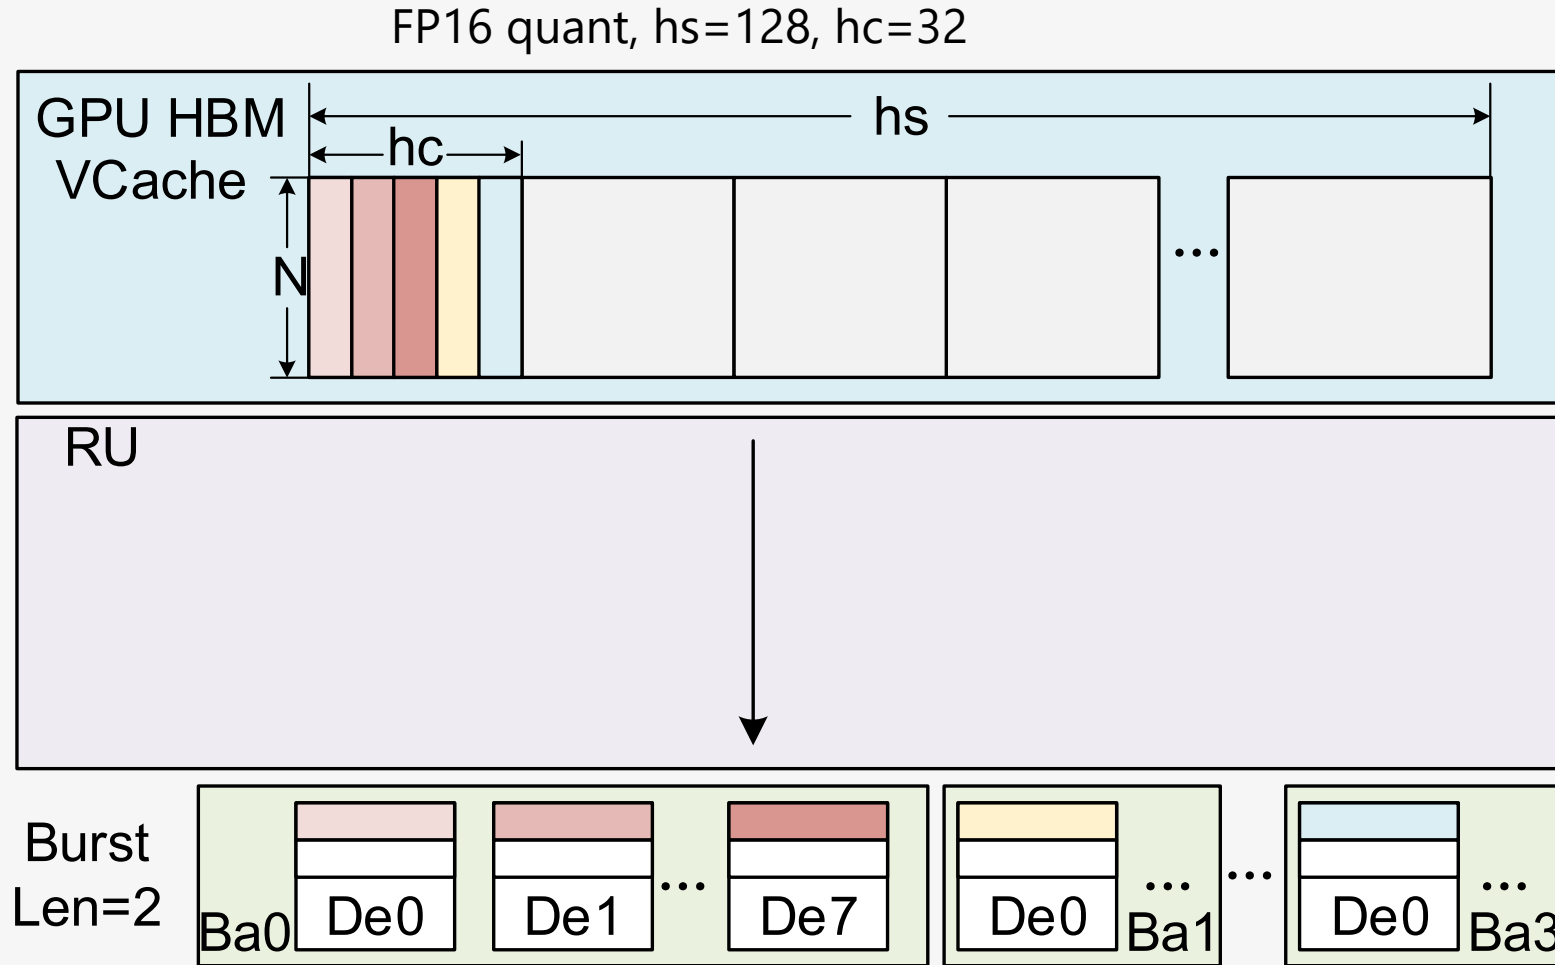 FP16 quant, hs=128, hc=32
GPU HBM
VCache
hs
hc
N
...
RU
Burst
Len=2
Ba0
De0
De1
...
De7
De0
...
Ba1
...
De0
...
Ba3